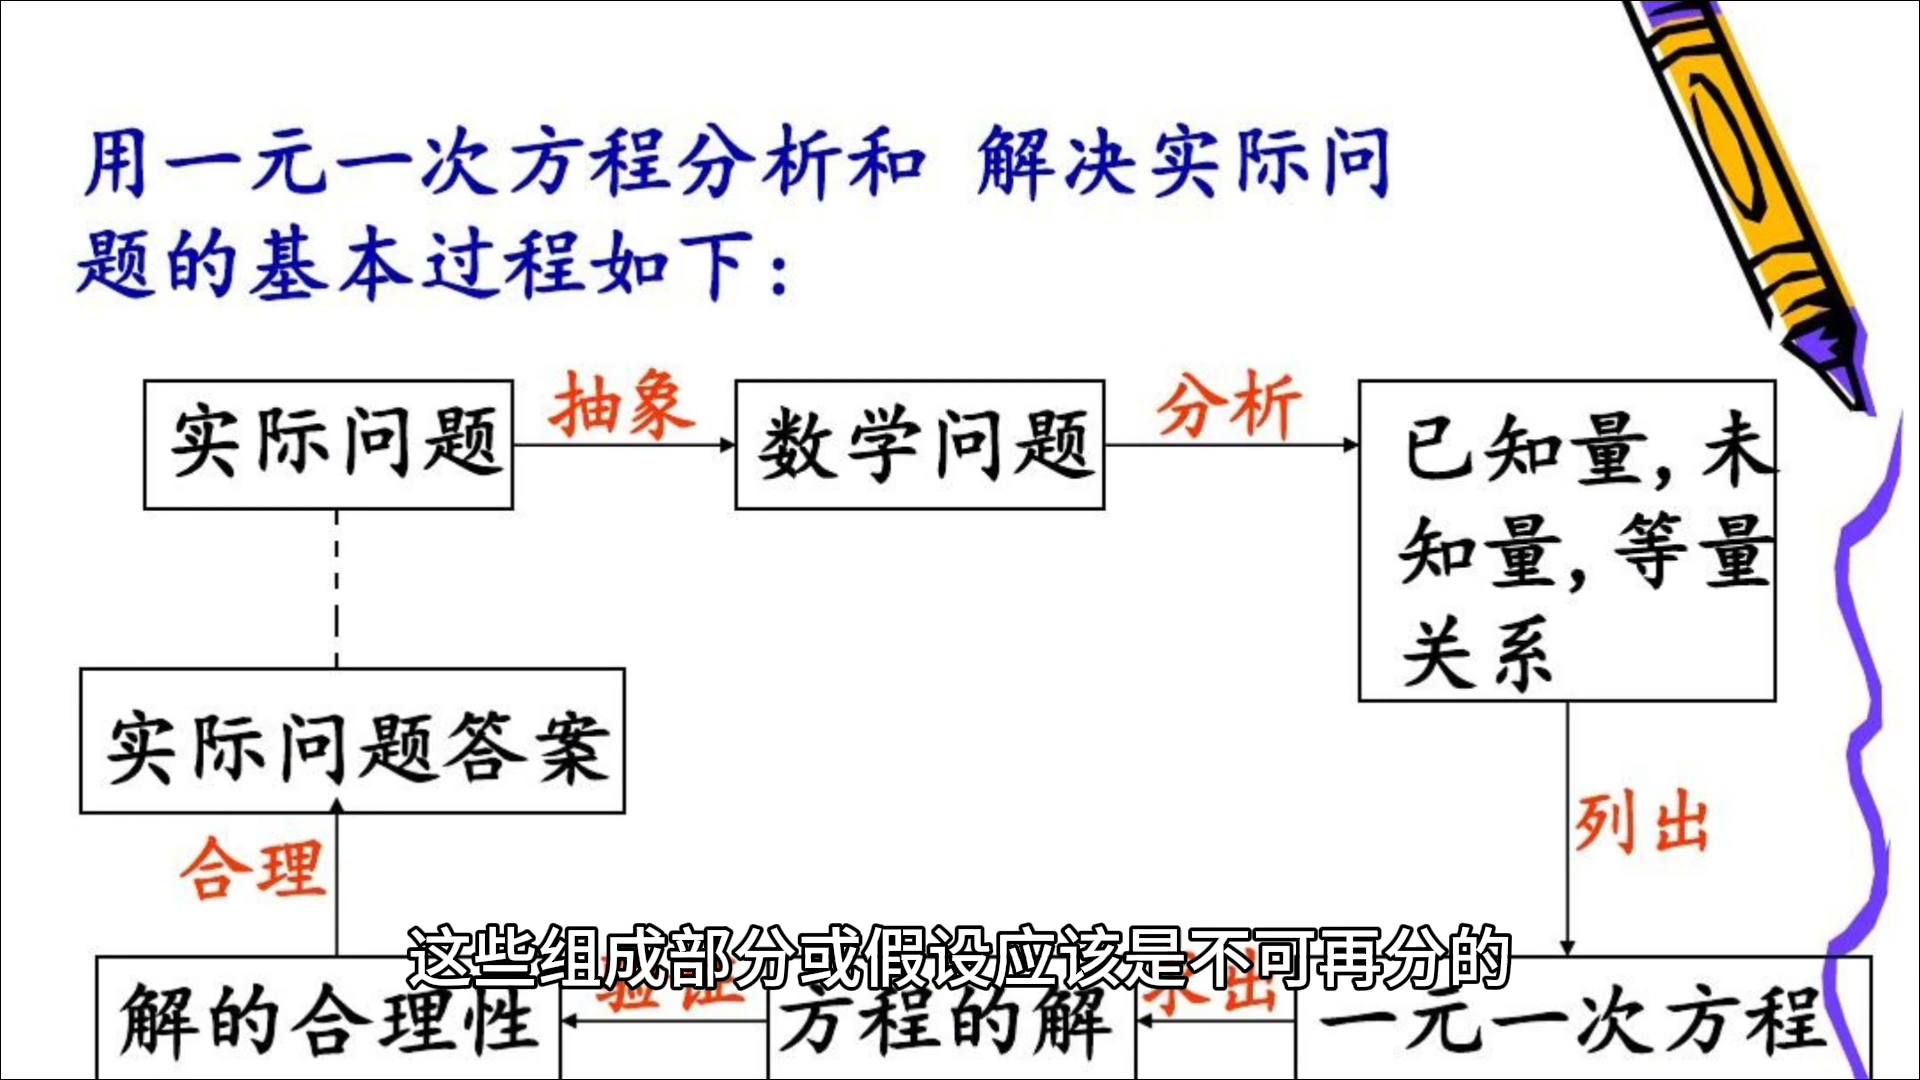 用一元一次方程分析和 解决实际问
题的基本过程如下：
实际问题
抽象
数学问题
分析
已知量，未
知量，等量
关系
实际问题答案
列出
合理
这些组成部分或假设应该是不可再分的
解的合理性
验证
方程的解
求出
一元一次方程